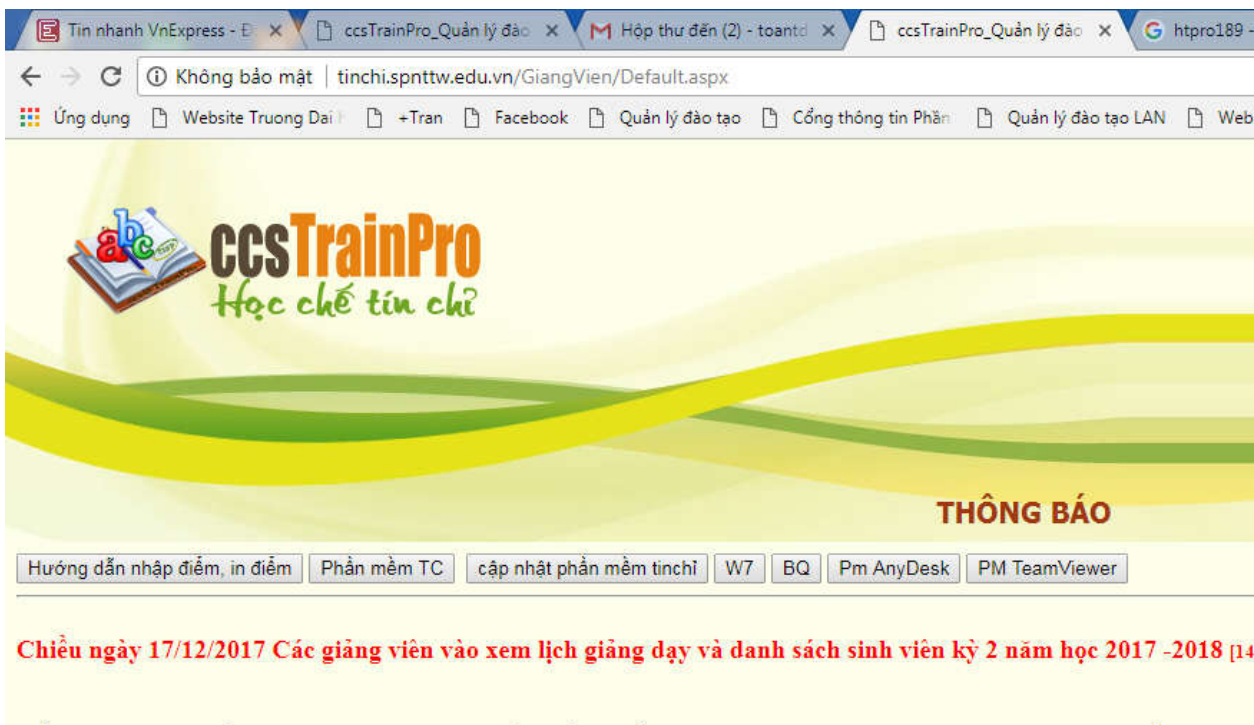 Tin nhanh VnExpress - Đ ccsTrainPro_Quản lý đào Hộp thư đến (2) - toantd ccsTrainPro_Quản lý đào htpro189 -
Không bảo mật tinchi.spnttw.edu.vn/GiangVien/Default.aspx
Ứng dụng Website Truong Dai H +Tran Facebook Quản lý đào tạo Cổng thông tin Phần Quản lý đào tạo LAN Web
abc
ccsTrainPro
Học chế tín chỉ
THÔNG BÁO
Hướng dẫn nhập điểm, in điểm Phần mềm TC cập nhật phần mềm tinchỉ W7 BQ Pm AnyDesk PM TeamViewer
Chiều ngày 17/12/2017 Các giảng viên vào xem lịch giảng dạy và danh sách sinh viên kỳ 2 năm học 2017 -2018 [14